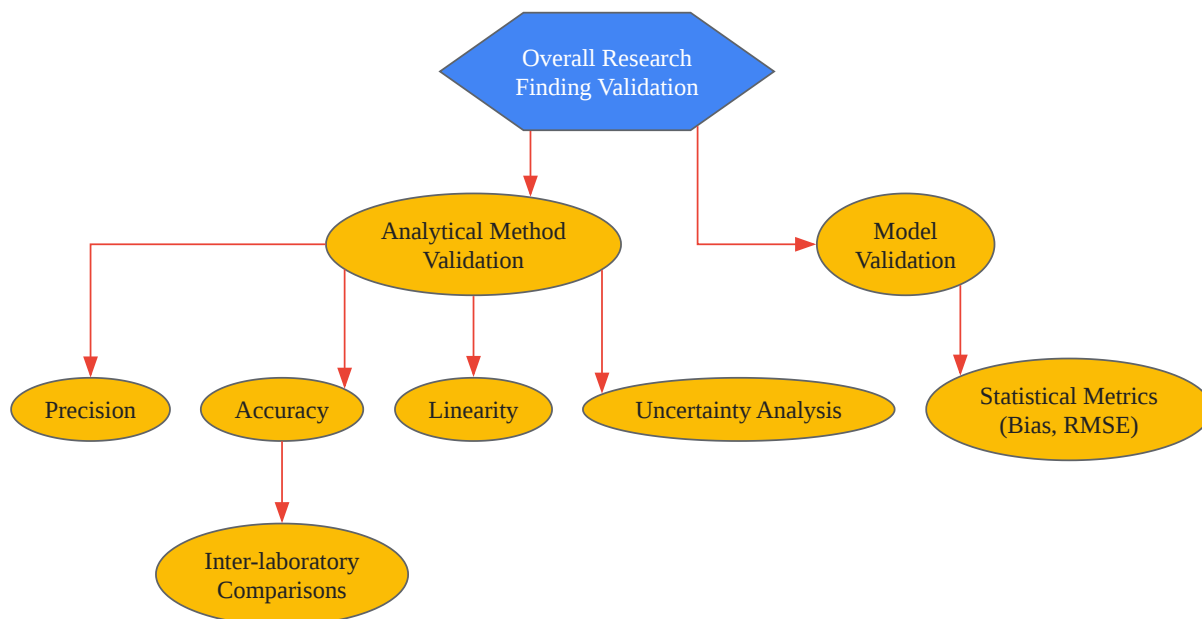 Overall Research
Finding Validation
Analytical Method
Validation
Model
Validation
Precision
Accuracy
Linearity
Uncertainty Analysis
Statistical Metrics
(Bias, RMSE)
Inter-laboratory
Comparisons